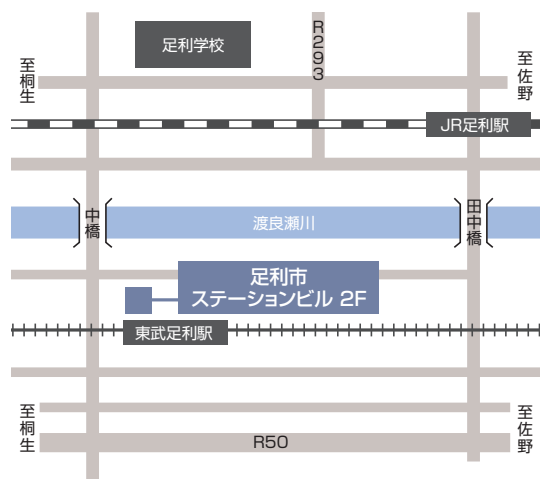 足利学校
R293
至桐生
至佐野
JR足利駅
中橋
渡良瀬川
田中橋
足利市
ステーションビル 2F
東武足利駅
至桐生
R50
至佐野